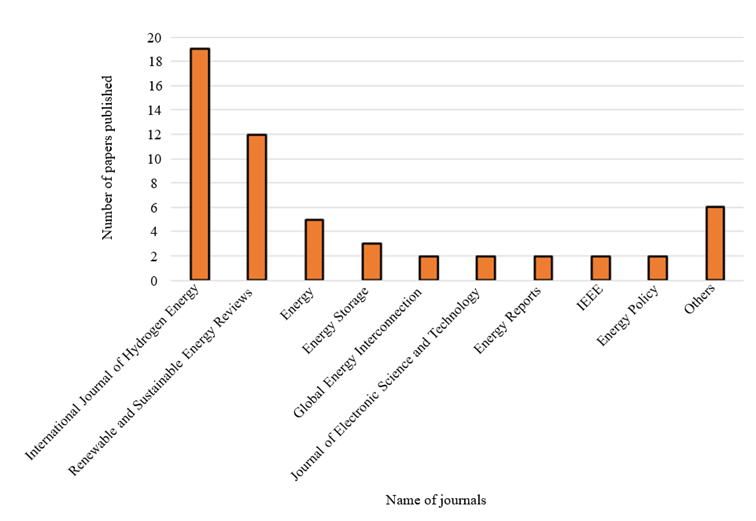 20
18
16
14
12
10
8
6
4
2
0
Number of papers published
International Journal of Hydrogen Energy
Renewable and Sustainable Energy Reviews
Energy
Energy Storage
Global Energy Interconnection
Journal of Electronic Science and Technology
Energy Reports
IEEE
Energy Policy
Others
Name of journals